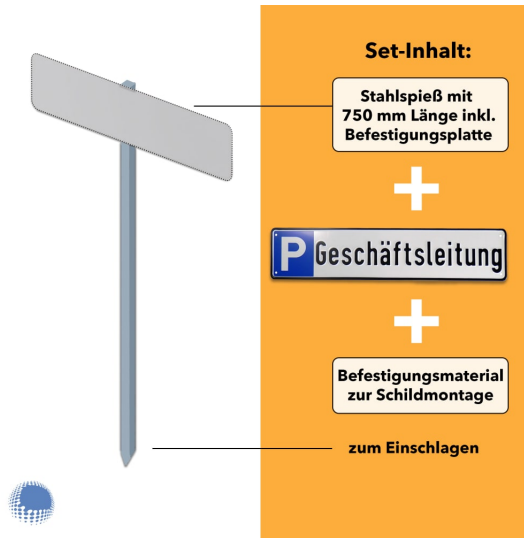 Set-Inhalt:
Stahlspieß mit
750 mm Länge inkl.
Befestigungsplatte
+
P Geschäftsleitung
+
Befestigungsmaterial
zur Schildmontage
zum Einschlagen